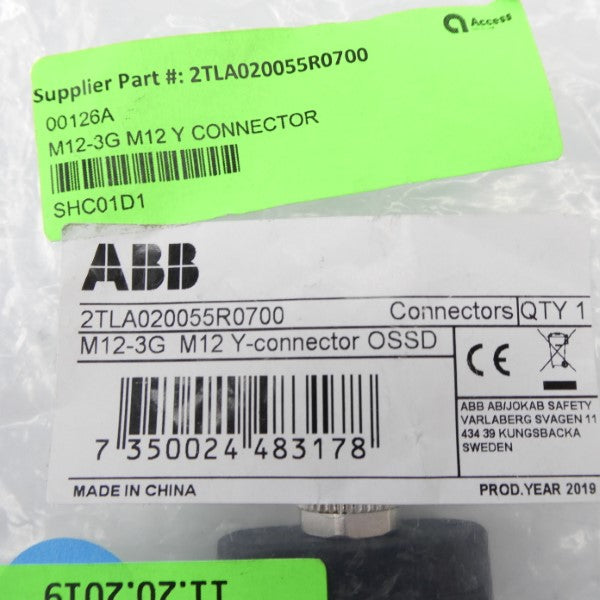 Access
Supplier Part #: 2TLA020055R0700
00126A
M12-3G M12 Y CONNECTOR
SHC01D1
ABB
2TLA020055R0700 Connectors QTY 1
M12-3G M12 Y-connector OSSD
CE
ABB AB/JOKAB SAFETY
VARLABERG SVAGEN 11
434 39 KUNGSBACKA
SWEDEN
7 350024 483178
MADE IN CHINA PROD.YEAR 2019
11.20.2019